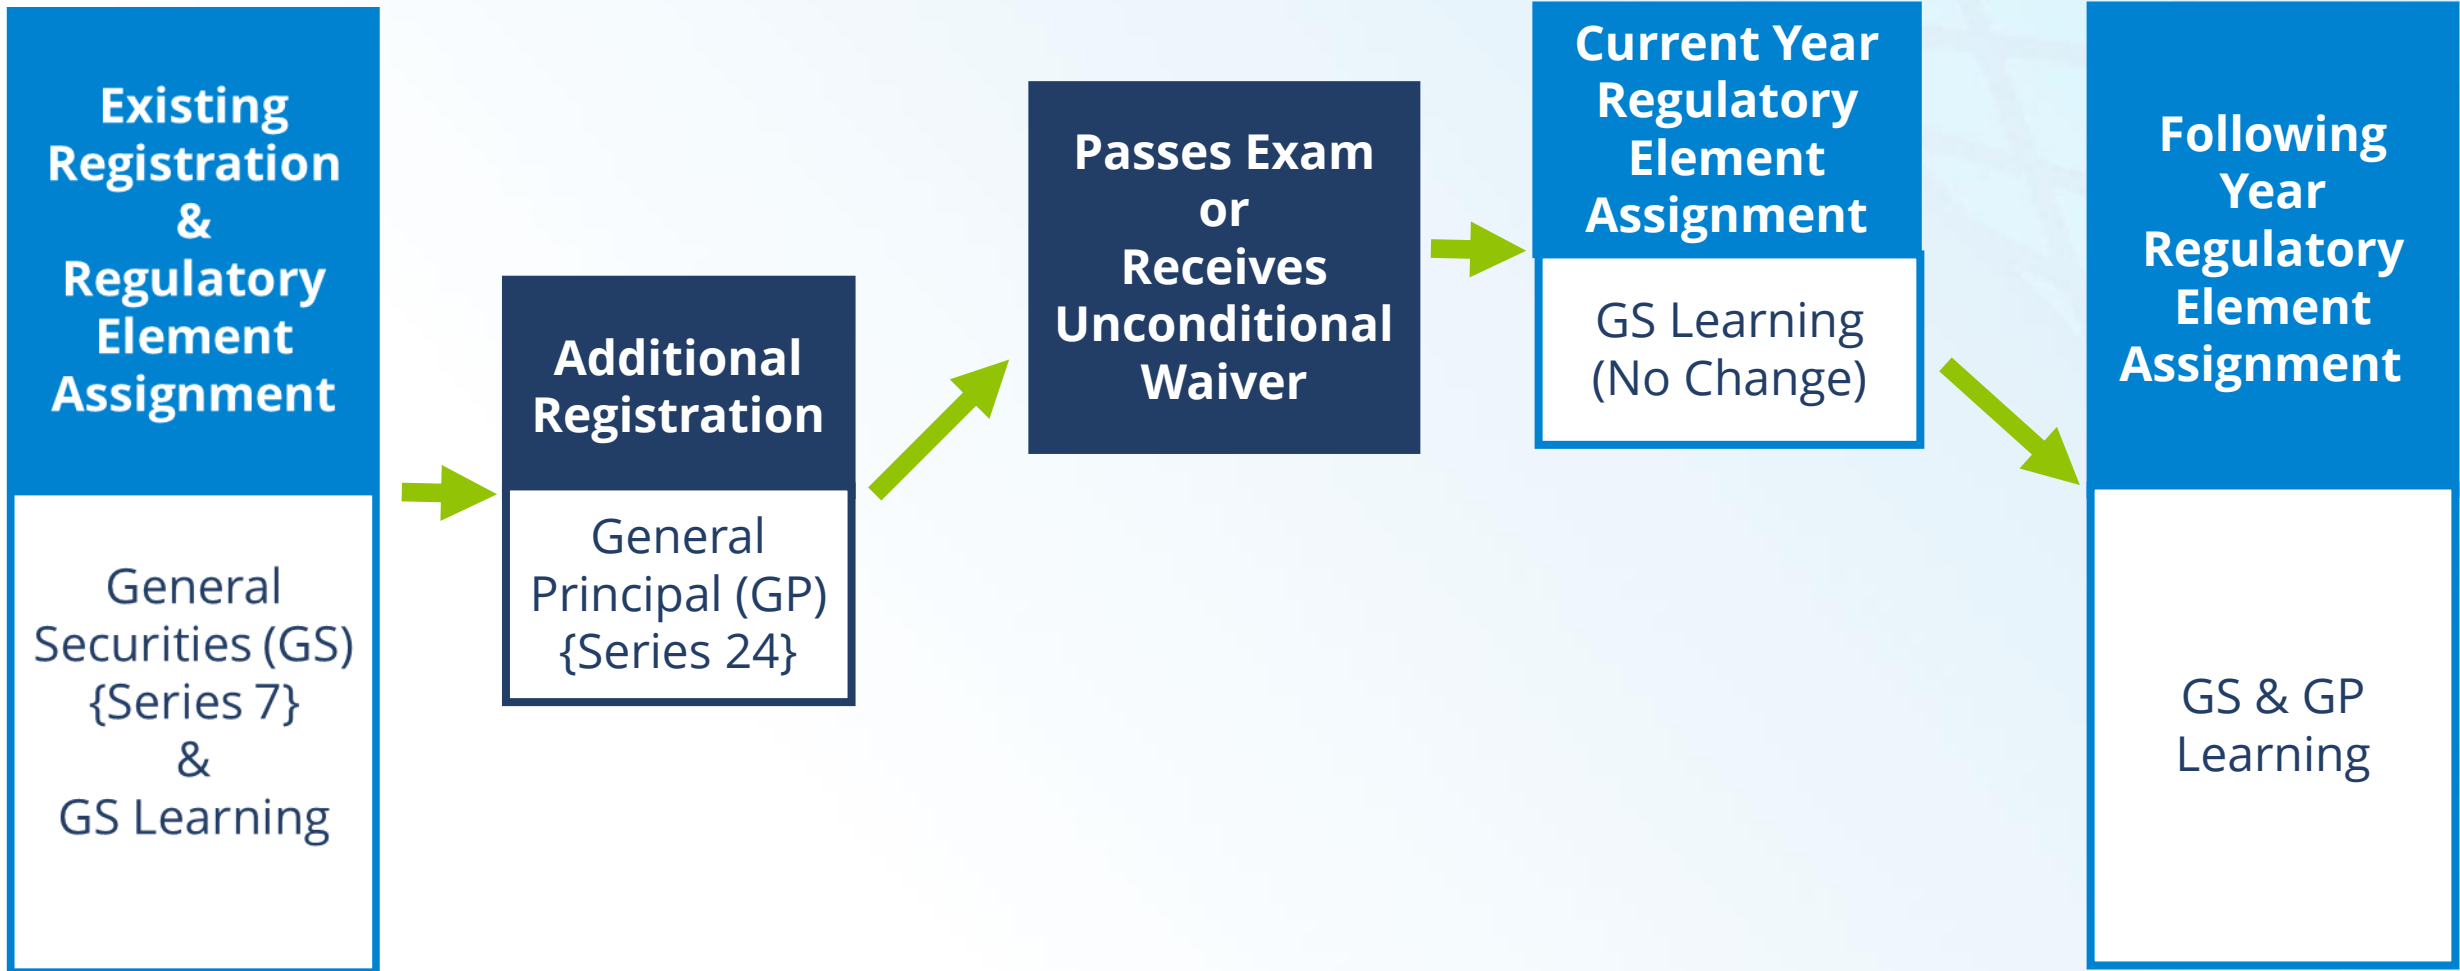 Existing
Registration
&
Regulatory
Element
Assignment
General
Securities (GS)
{Series 7}
&
GS Learning
Additional
Registration
General
Principal (GP)
{Series 24}
Passes Exam
or
Receives
Unconditional
Waiver
Current Year
Regulatory
Element
Assignment
GS Learning
(No Change)
Following
Year
Regulatory
Element
Assignment
GS & GP
Learning